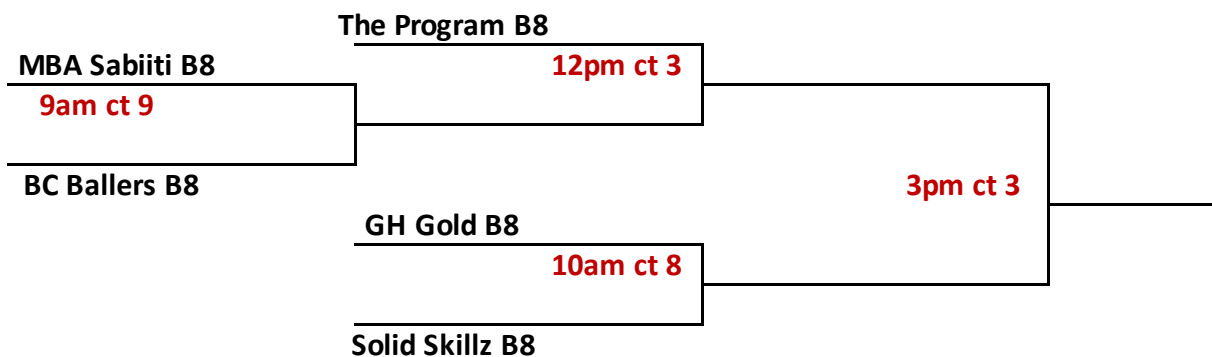 The Program B8
MBA Sabiiti B8
12pm ct 3
9am ct 9
BC Ballers B8
3pm ct 3
GH Gold B8
10am ct 8
Solid Skillz B8